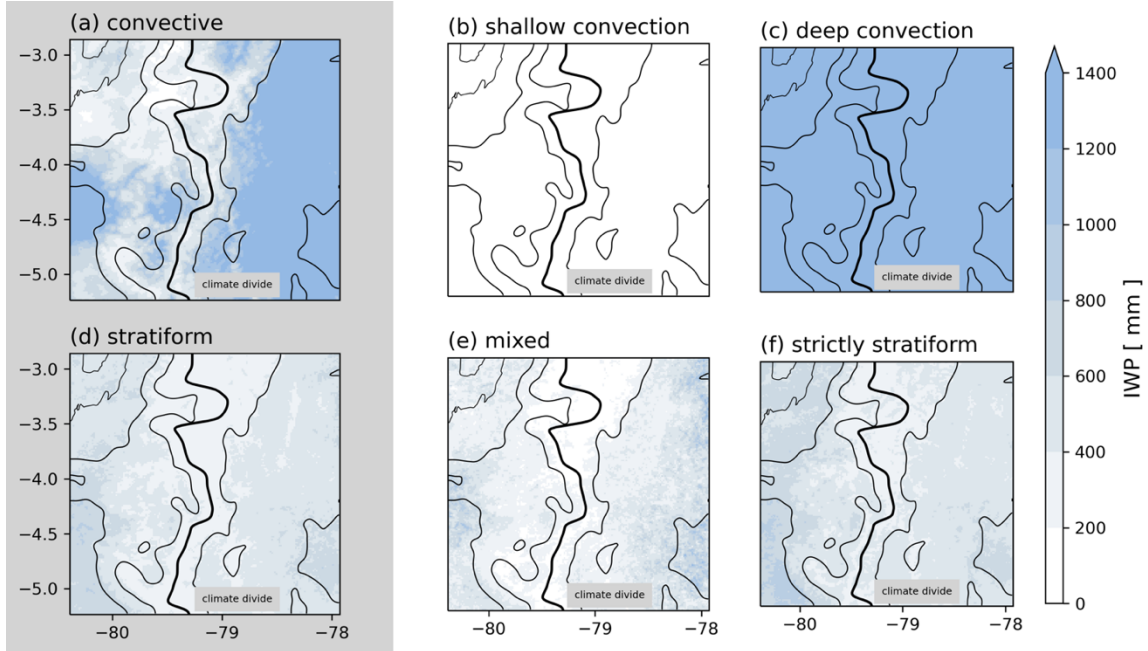 (a) convective
(b) shallow convection
(c) deep convection
−3.0
−3.5
−4.0
−4.5
−5.0
climate divide
climate divide
climate divide
1400
1200
1000
800
600
400
200
0
IWP [ mm ]
(d) stratiform
(e) mixed
(f) strictly stratiform
−3.0
−3.5
−4.0
−4.5
−5.0
climate divide
climate divide
climate divide
−80
−79
−78
−80
−79
−78
−80
−79
−78